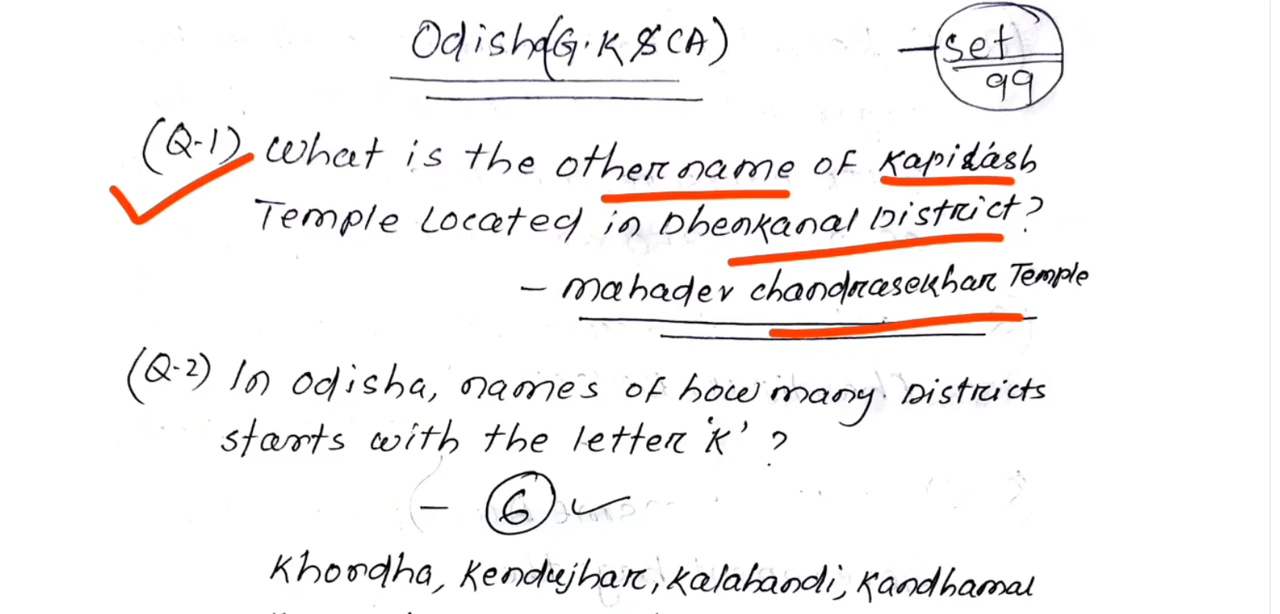 Odisha(G.K & CA)
-Set
99
(Q-1) What is the other name of Kapidash
Temple Located in Dhenkanal District?
- Mahadev Chandrasekhar Temple
(Q-2) In Odisha, names of how many Districts
starts with the letter 'K' ?
- 6
Khordha, Kendujhar, Kalahandi, Kandhamal